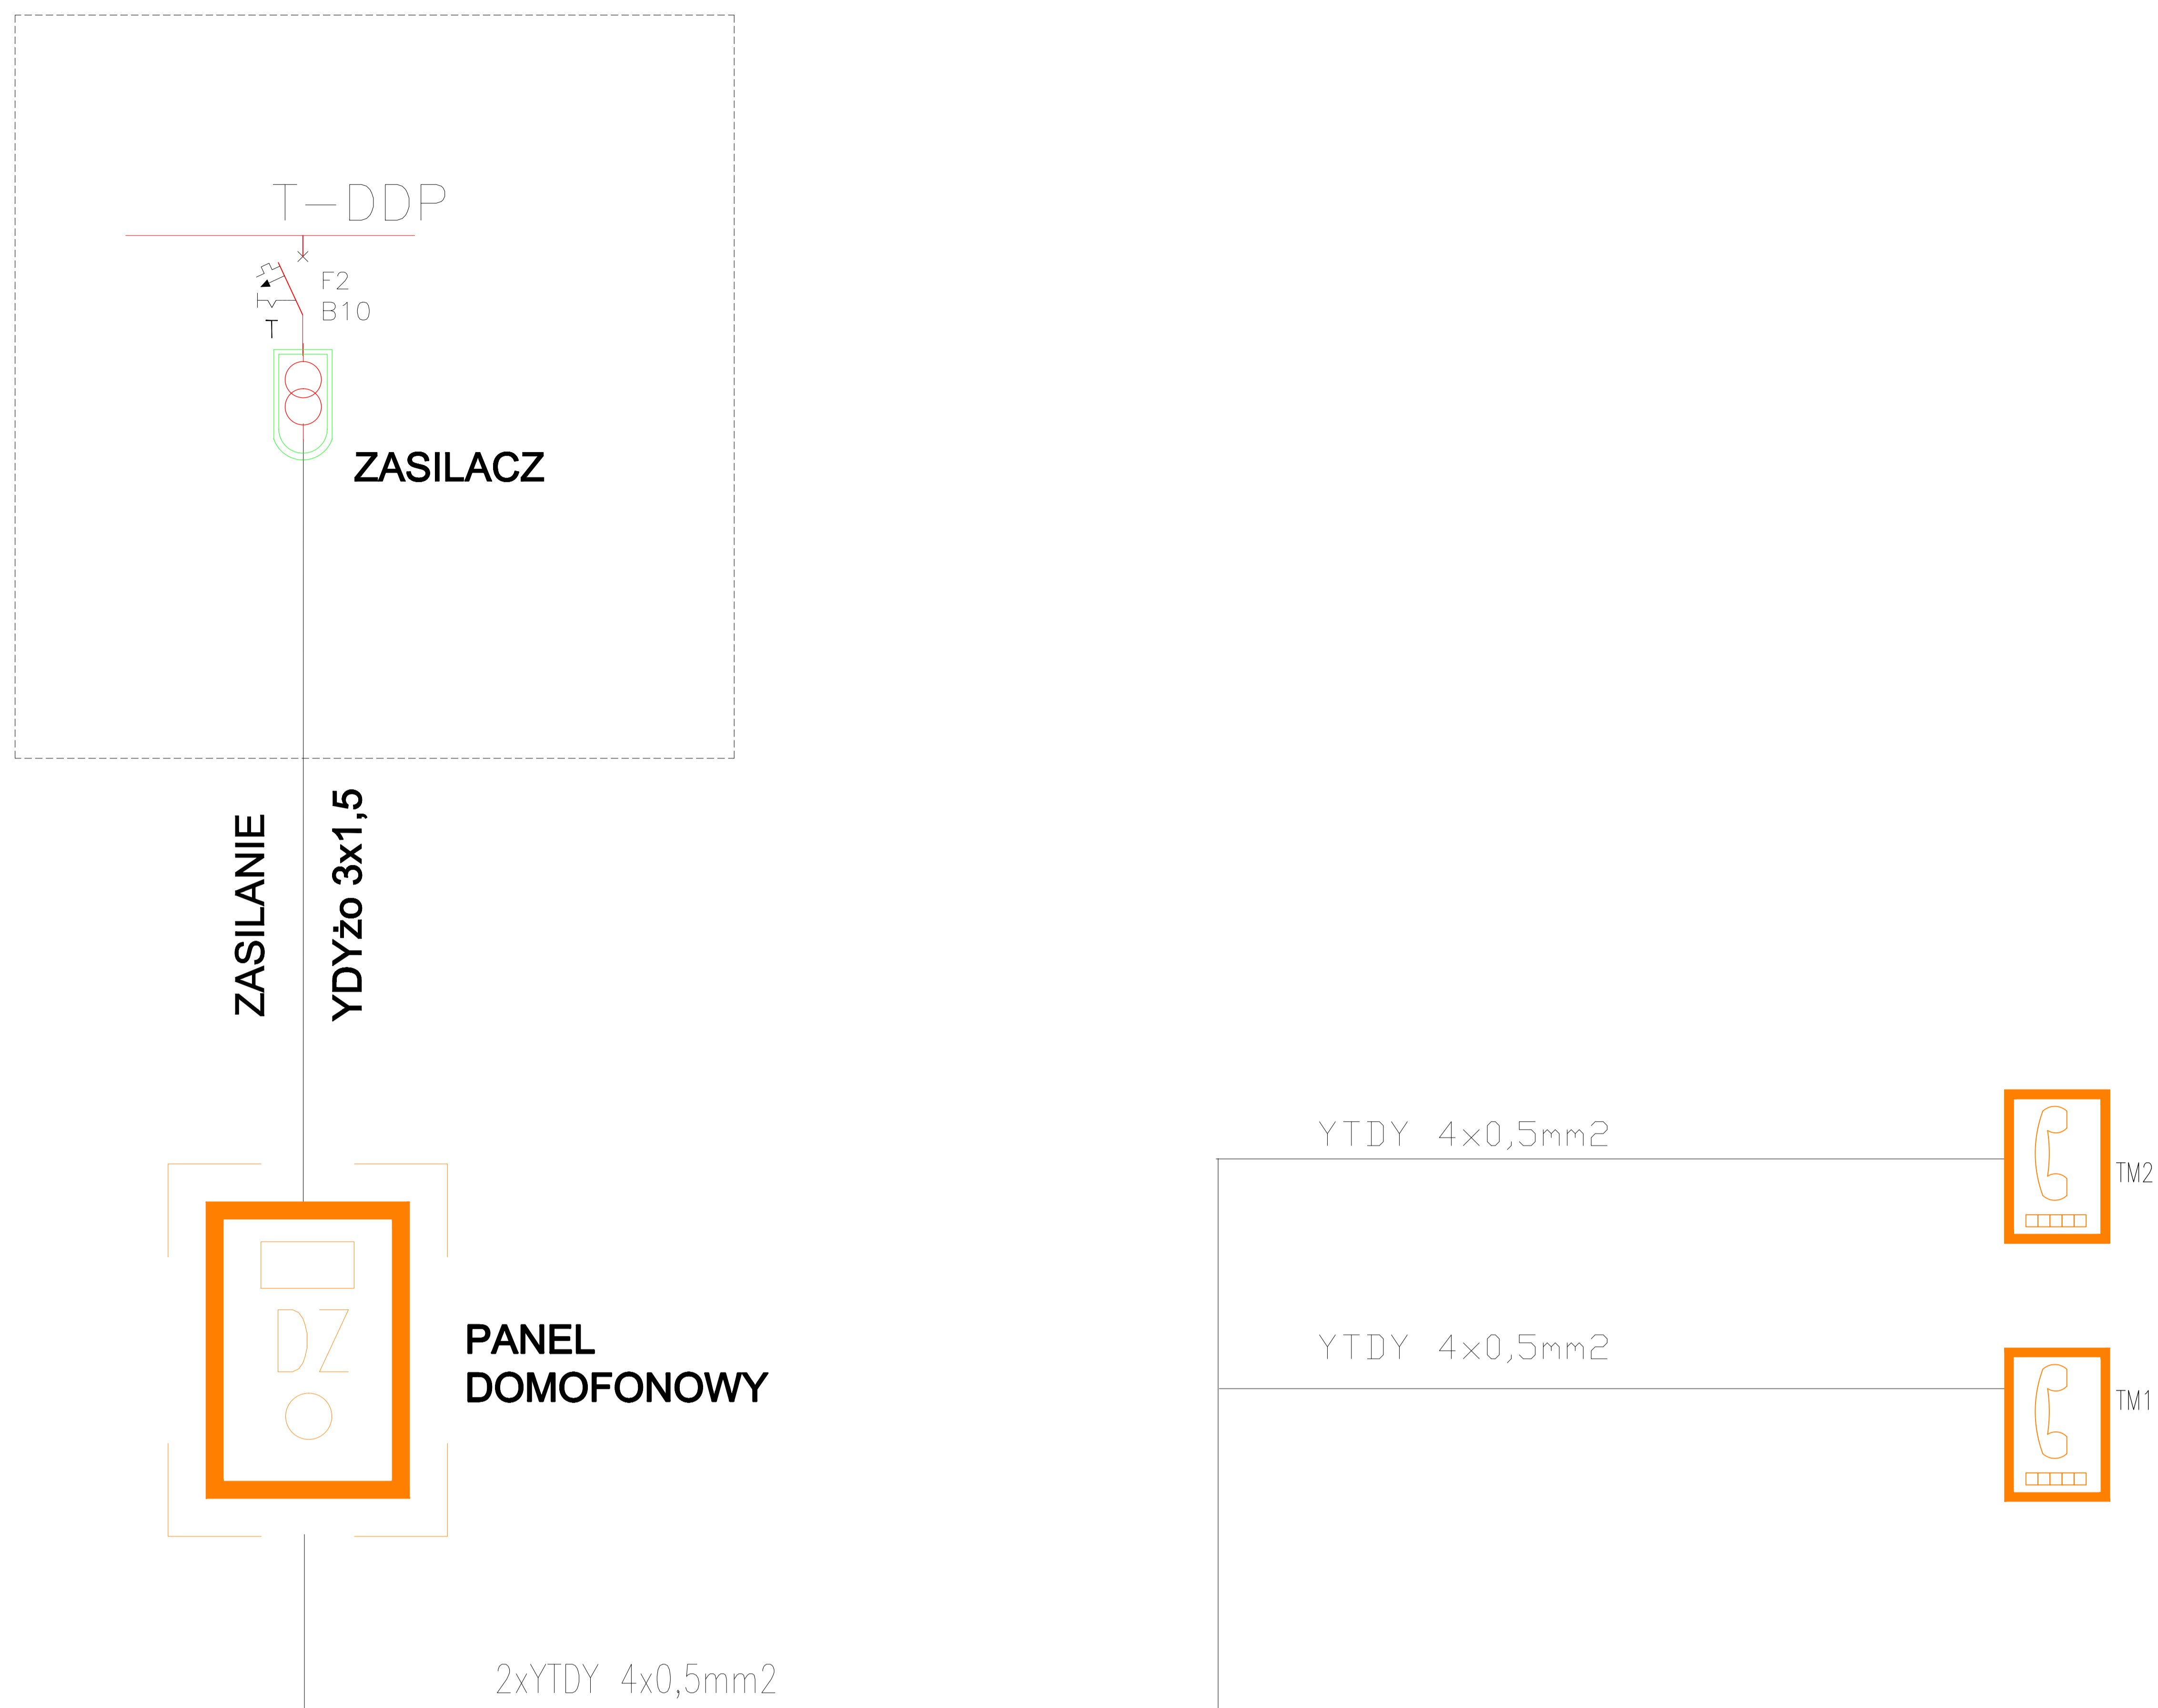 T-DDP
F2
B10
T
ZASILACZ
ZASILANIE
YDYżo 3x1,5
YTDY 4x0,5mm2
TM2
DZ
PANEL
DOMOFONOWY
YTDY 4x0,5mm2
TM1
2xYTDY 4x0,5mm2